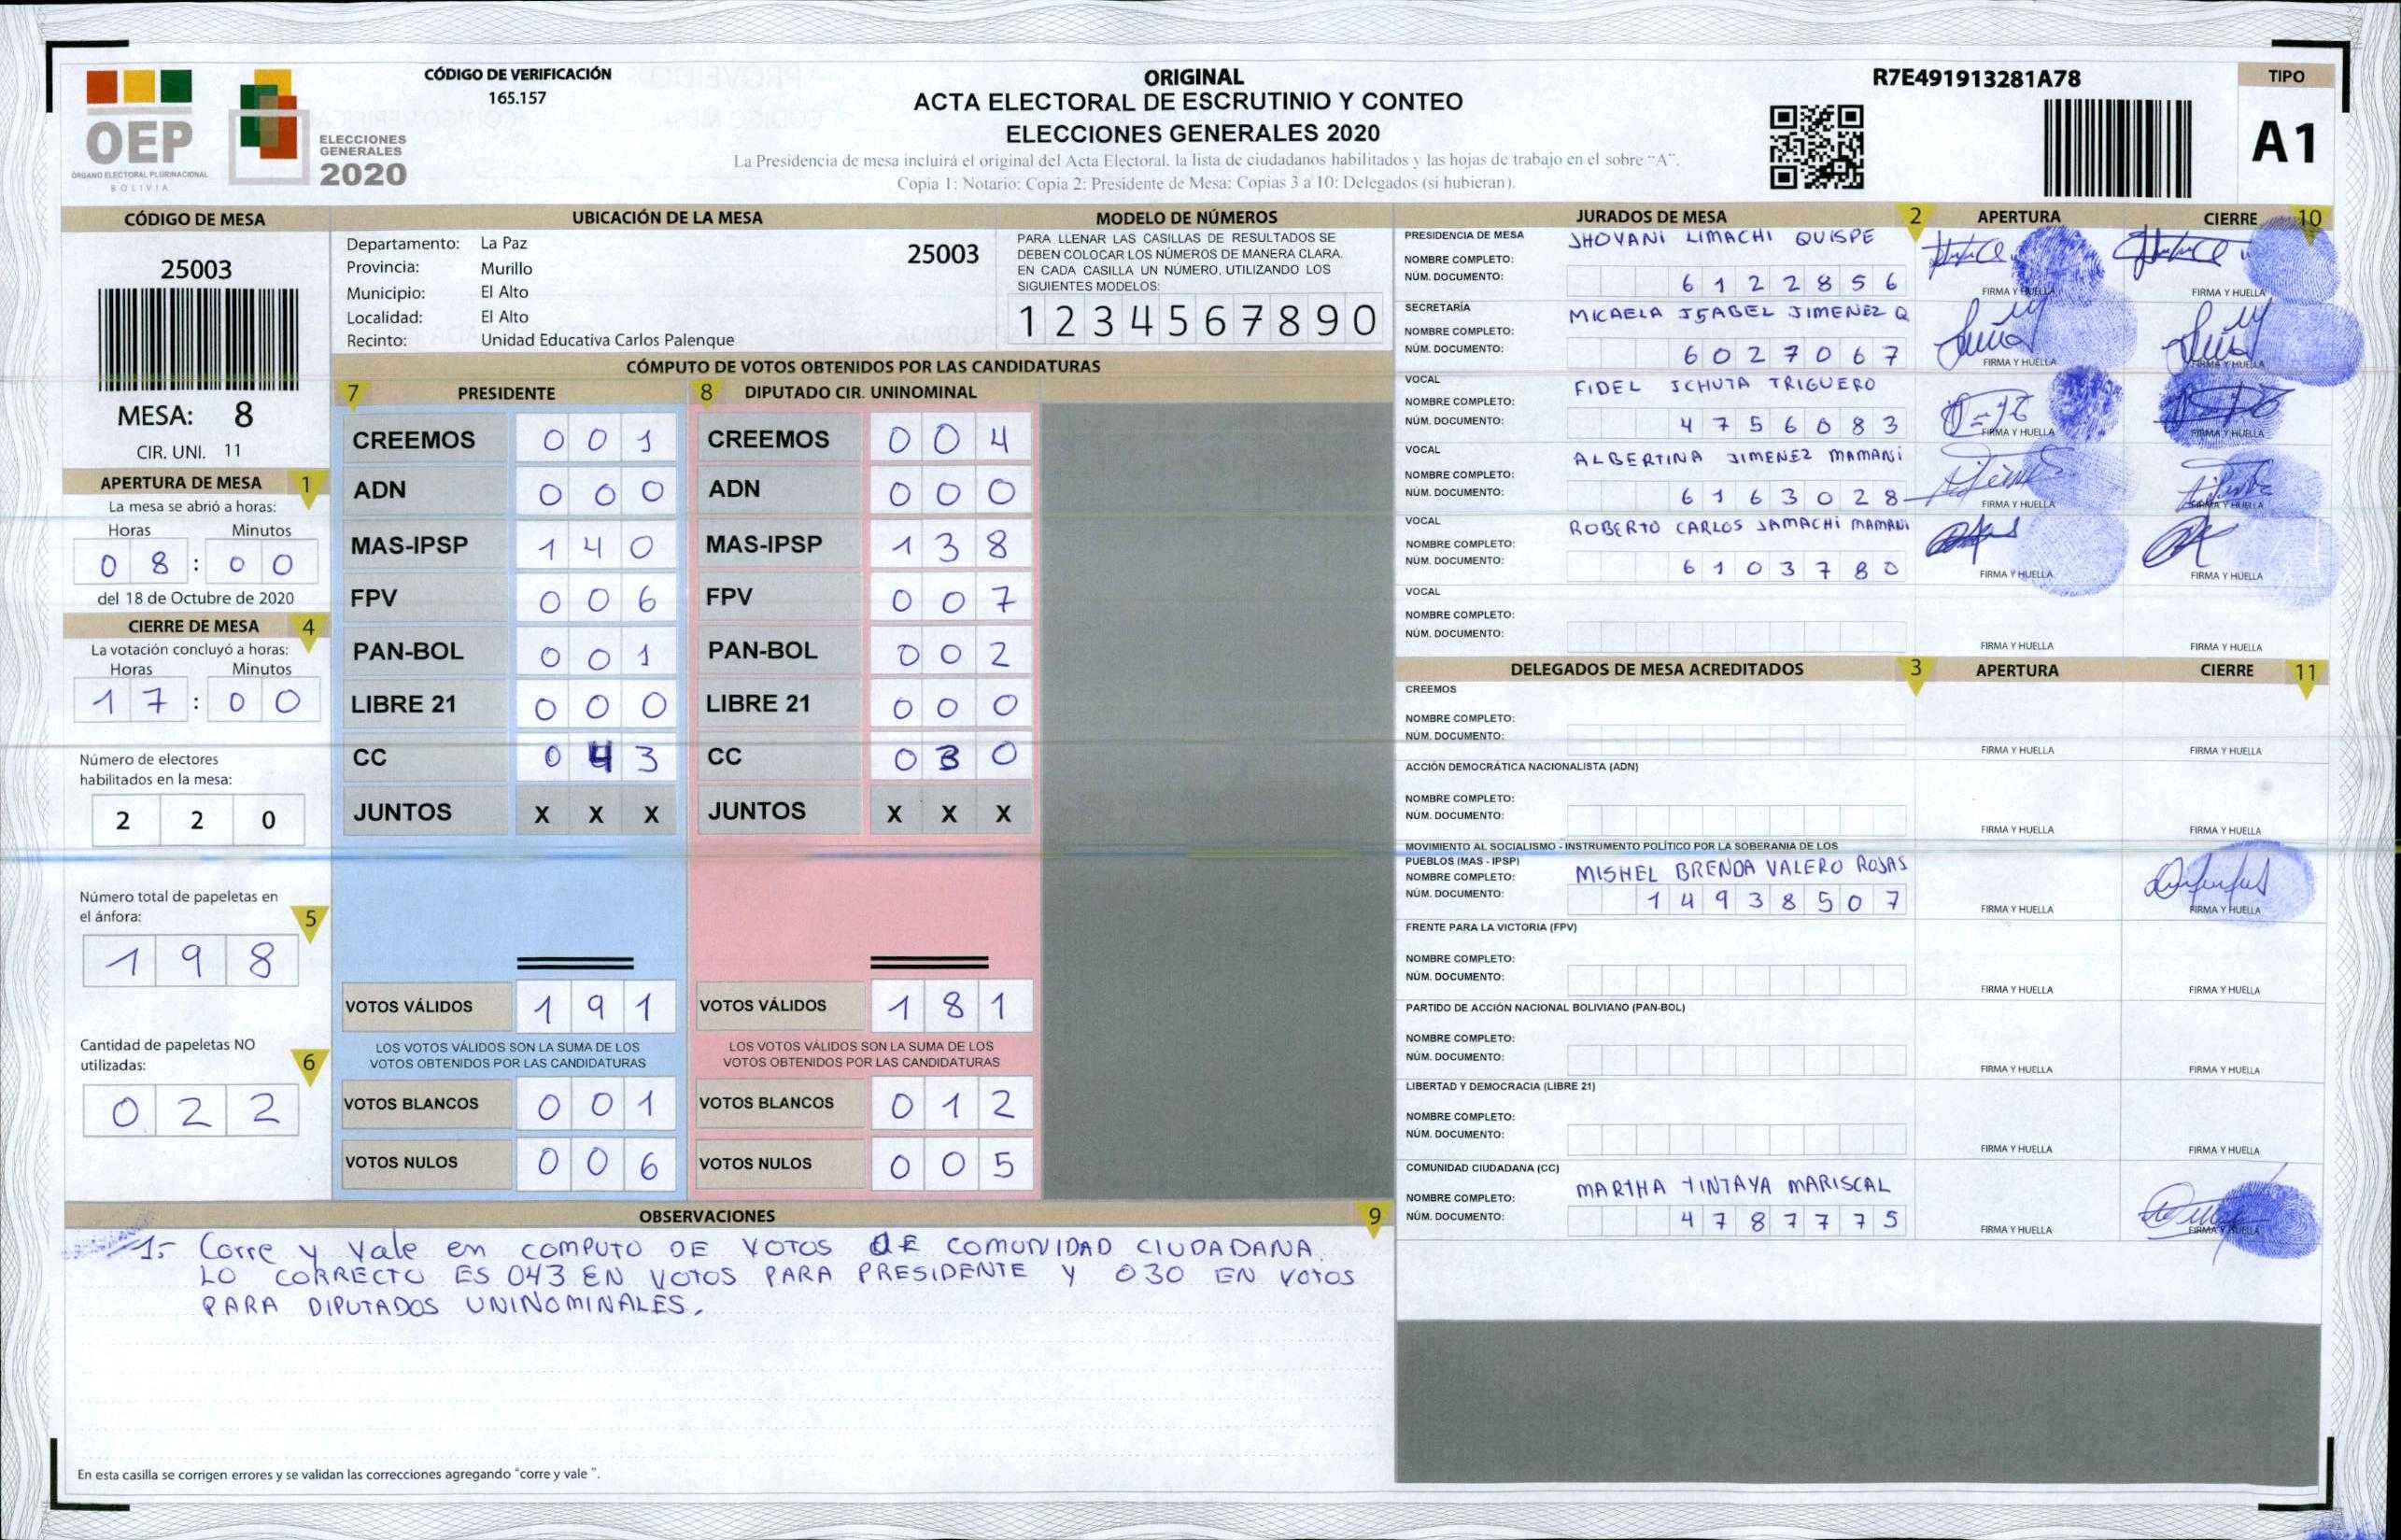 CÓDIGO DE VERIFICACIÓN
165.157
OEP
ÓRGANO ELECTORAL PLURINACIONAL
BOLIVIA
ELECCIONES
GENERALES
2020
ORIGINAL
ACTA ELECTORAL DE ESCRUTINIO Y CONTEO
ELECCIONES GENERALES 2020
La Presidencia de mesa incluirá el original del Acta Electoral, la lista de ciudadanos habilitados y las hojas de trabajo en el sobre "A".
Copia 1: Notario; Copia 2: Presidente de Mesa; Copias 3 a 10: Delegados (si hubieran).
R7E491913281A78
TIPO
A1
CÓDIGO DE MESA
25003
MESA: 8
CIR. UNI. 11
APERTURA DE MESA 1
La mesa se abrió a horas:
Horas Minutos
0 8 : 0 0
del 18 de Octubre de 2020
CIERRE DE MESA 4
La votación concluyó a horas:
Horas Minutos
1 7 : 0 0
Número de electores
habilitados en la mesa:
2 2 0
Número total de papeletas en
el ánfora:
5
1 9 8
Cantidad de papeletas NO
utilizadas:
6
0 2 2
UBICACIÓN DE LA MESA
Departamento: La Paz 25003
Provincia: Murillo
Municipio: El Alto
Localidad: El Alto
Recinto: Unidad Educativa Carlos Palenque
MODELO DE NÚMEROS
PARA LLENAR LAS CASILLAS DE RESULTADOS SE
DEBEN COLOCAR LOS NÚMEROS DE MANERA CLARA.
EN CADA CASILLA UN NÚMERO, UTILIZANDO LOS
SIGUIENTES MODELOS:
1 2 3 4 5 6 7 8 9 0
CÓMPUTO DE VOTOS OBTENIDOS POR LAS CANDIDATURAS
7 PRESIDENTE
CREEMOS 0 0 1
ADN 0 0 0
MAS-IPSP 1 4 0
FPV 0 0 6
PAN-BOL 0 0 1
LIBRE 21 0 0 0
CC 0 4 3
JUNTOS X X X
VOTOS VÁLIDOS 1 9 1
LOS VOTOS VÁLIDOS SON LA SUMA DE LOS
VOTOS OBTENIDOS POR LAS CANDIDATURAS
VOTOS BLANCOS 0 0 1
VOTOS NULOS 0 0 6
8 DIPUTADO CIR. UNINOMINAL
CREEMOS 0 0 4
ADN 0 0 0
MAS-IPSP 1 3 8
FPV 0 0 7
PAN-BOL 0 0 2
LIBRE 21 0 0 0
CC 0 3 0
JUNTOS X X X
VOTOS VÁLIDOS 1 8 1
LOS VOTOS VÁLIDOS SON LA SUMA DE LOS
VOTOS OBTENIDOS POR LAS CANDIDATURAS
VOTOS BLANCOS 0 1 2
VOTOS NULOS 0 0 5
OBSERVACIONES 9
1.- Corre y vale en COMPUTO DE VOTOS DE COMUNIDAD CIUDADANA.
LO CORRECTO ES 043 EN VOTOS PARA PRESIDENTE Y 030 EN VOTOS
PARA DIPUTADOS UNINOMINALES.
En esta casilla se corrigen errores y se validan las correcciones agregando "corre y vale ".
JURADOS DE MESA 2 APERTURA CIERRE 10
PRESIDENCIA DE MESA
NOMBRE COMPLETO: JHOVANI LIMACHI QUISPE
NÚM. DOCUMENTO: 6 1 2 2 8 5 6
FIRMA Y HUELLA FIRMA Y HUELLA
SECRETARÍA
NOMBRE COMPLETO: MICAELA ISABEL JIMENEZ Q
NÚM. DOCUMENTO: 6 0 2 7 0 6 7
FIRMA Y HUELLA FIRMA Y HUELLA
VOCAL
NOMBRE COMPLETO: FIDEL ICHUTA TRIGUERO
NÚM. DOCUMENTO: 4 7 5 6 0 8 3
FIRMA Y HUELLA FIRMA Y HUELLA
VOCAL
NOMBRE COMPLETO: ALBERTINA JIMENEZ MAMANI
NÚM. DOCUMENTO: 6 1 6 3 0 2 8
FIRMA Y HUELLA FIRMA Y HUELLA
VOCAL
NOMBRE COMPLETO: ROBERTO CARLOS JAMACHI MAMANI
NÚM. DOCUMENTO: 6 1 0 3 7 8 0
FIRMA Y HUELLA FIRMA Y HUELLA
VOCAL
NOMBRE COMPLETO:
NÚM. DOCUMENTO:
FIRMA Y HUELLA FIRMA Y HUELLA
DELEGADOS DE MESA ACREDITADOS 3 APERTURA CIERRE 11
CREEMOS
NOMBRE COMPLETO:
NÚM. DOCUMENTO:
FIRMA Y HUELLA FIRMA Y HUELLA
ACCIÓN DEMOCRÁTICA NACIONALISTA (ADN)
NOMBRE COMPLETO:
NÚM. DOCUMENTO:
FIRMA Y HUELLA FIRMA Y HUELLA
MOVIMIENTO AL SOCIALISMO - INSTRUMENTO POLÍTICO POR LA SOBERANIA DE LOS
PUEBLOS (MAS - IPSP)
NOMBRE COMPLETO: MISHEL BRENDA VALERO ROJAS
NÚM. DOCUMENTO: 1 4 9 3 8 5 0 7
FIRMA Y HUELLA FIRMA Y HUELLA
FRENTE PARA LA VICTORIA (FPV)
NOMBRE COMPLETO:
NÚM. DOCUMENTO:
FIRMA Y HUELLA FIRMA Y HUELLA
PARTIDO DE ACCIÓN NACIONAL BOLIVIANO (PAN-BOL)
NOMBRE COMPLETO:
NÚM. DOCUMENTO:
FIRMA Y HUELLA FIRMA Y HUELLA
LIBERTAD Y DEMOCRACIA (LIBRE 21)
NOMBRE COMPLETO:
NÚM. DOCUMENTO:
FIRMA Y HUELLA FIRMA Y HUELLA
COMUNIDAD CIUDADANA (CC)
NOMBRE COMPLETO: MARTHA TINTAYA MARISCAL
NÚM. DOCUMENTO: 4 7 8 7 7 7 5
FIRMA Y HUELLA FIRMA Y HUELLA